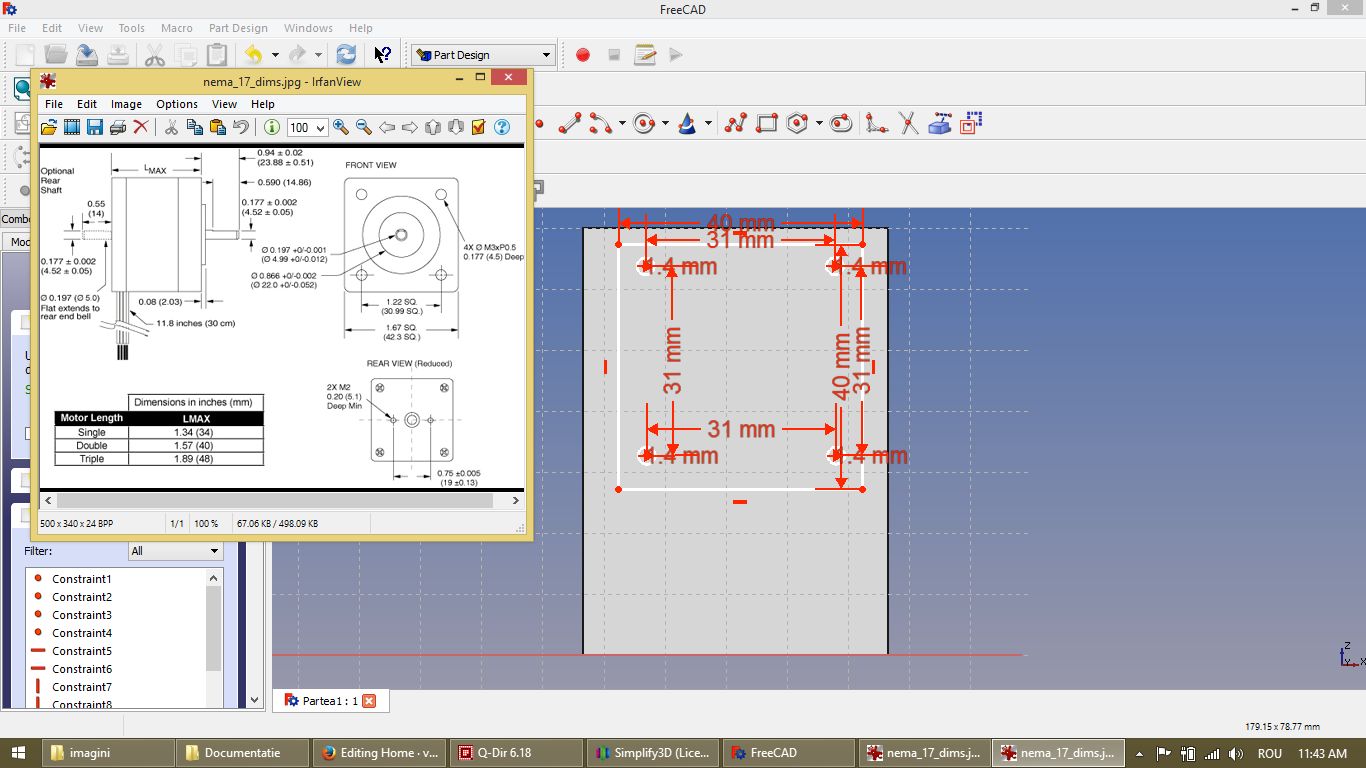 FreeCAD
File Edit View Tools Macro Part Design Windows Help
Part Design
nema_17_dims.jpg - IrfanView
File Edit Image Options View Help
100
Optional
Rear
Shaft
LMAX
0.94 ± 0.02
(23.88 ± 0.51)
0.590 (14.86)
0.55
(14)
0.177 ± 0.002
(4.52 ± 0.05)
0.177 ± 0.002
(4.52 ± 0.05)
Ø 0.197 (Ø 5.0)
Flat extends to
rear end bell
0.08 (2.03)
11.8 inches (30 cm)
FRONT VIEW
Ø 0.197 +/-0.001
(Ø 4.99 +/-0.012)
Ø 0.866 +/-0.002
(Ø 22.0 +/-0.052)
4X Ø M3xP0.5
0.177 (4.5) Deep
1.22 SQ.
(30.99 SQ.)
1.67 SQ.
(42.3 SQ.)
REAR VIEW (Reduced)
2X M2
0.20 (5.1)
Deep Min
0.75 ±0.005
(19 ±0.13)
Dimensions in inches (mm)
Motor Length LMAX
Single 1.34 (34)
Double 1.57 (40)
Triple 1.89 (48)
500 x 340 x 24 BPP 1/1 100 % 67.06 KB / 498.09 KB
Combo
Mod
U
d
S
40 mm
31 mm
1.4 mm
1.4 mm
31 mm
40 mm
31 mm
31 mm
1.4 mm
1.4 mm
Filter: All
Constraint1
Constraint2
Constraint3
Constraint4
Constraint5
Constraint6
Constraint7
Constraint8
Z
Y X
Partea1 : 1
179.15 x 78.77 mm
imagini
Documentatie
Editing Home · v...
Q-Dir 6.18
Simplify3D (Lice...
FreeCAD
nema_17_dims.j...
nema_17_dims.j...
ROU
11:43 AM